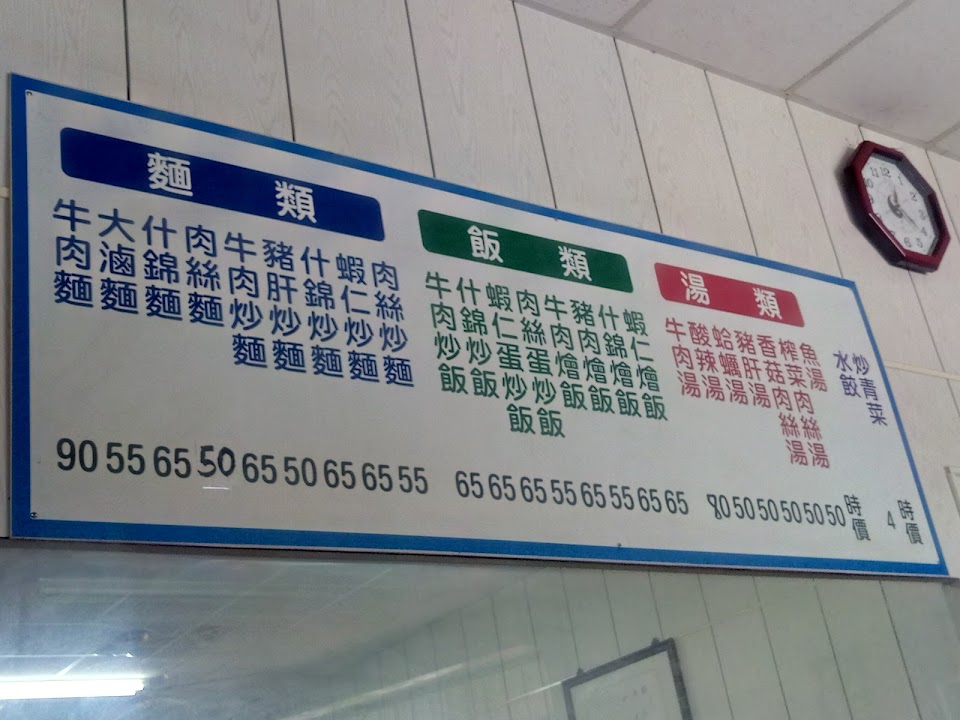 麵類
牛肉麵
大滷麵
什錦麵
肉絲麵
牛肉炒麵
豬肝炒麵
什錦炒麵
蝦仁炒麵
肉絲炒麵
90 55 65 50 65 50 65 65 55
飯類
牛肉炒飯
什錦炒飯
蝦仁蛋炒飯
肉絲蛋炒飯
牛肉燴飯
豬肉燴飯
什錦燴飯
蝦仁燴飯
65 65 65 55 65 55 65 65
湯類
牛肉湯
酸辣湯
蛤蠣湯
豬肝湯
香菇肉絲湯
榨菜肉絲湯
魚湯
80 50 50 50 50 50 時價
水餃
炒青菜
4 時價